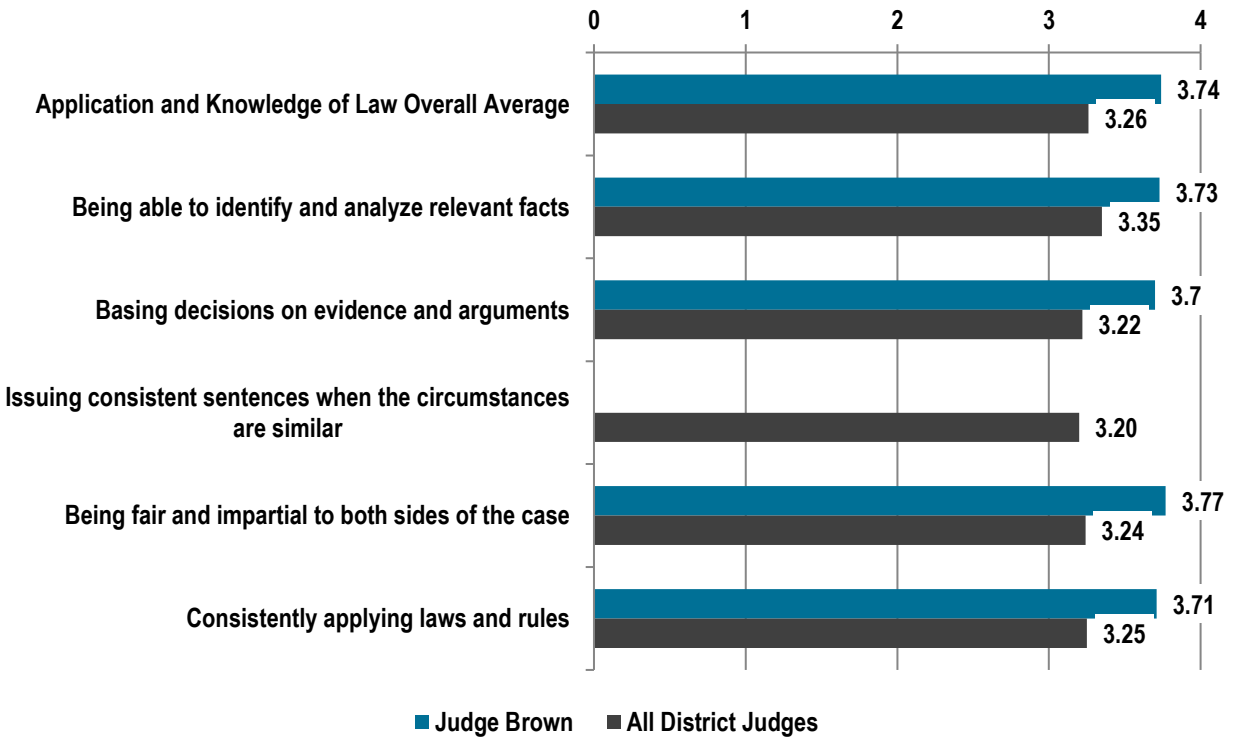 0 1 2 3 4
Application and Knowledge of Law Overall Average
3.74
3.26
Being able to identify and analyze relevant facts
3.73
3.35
Basing decisions on evidence and arguments
3.7
3.22
Issuing consistent sentences when the circumstances
are similar
3.20
Being fair and impartial to both sides of the case
3.77
3.24
Consistently applying laws and rules
3.71
3.25
Judge Brown All District Judges